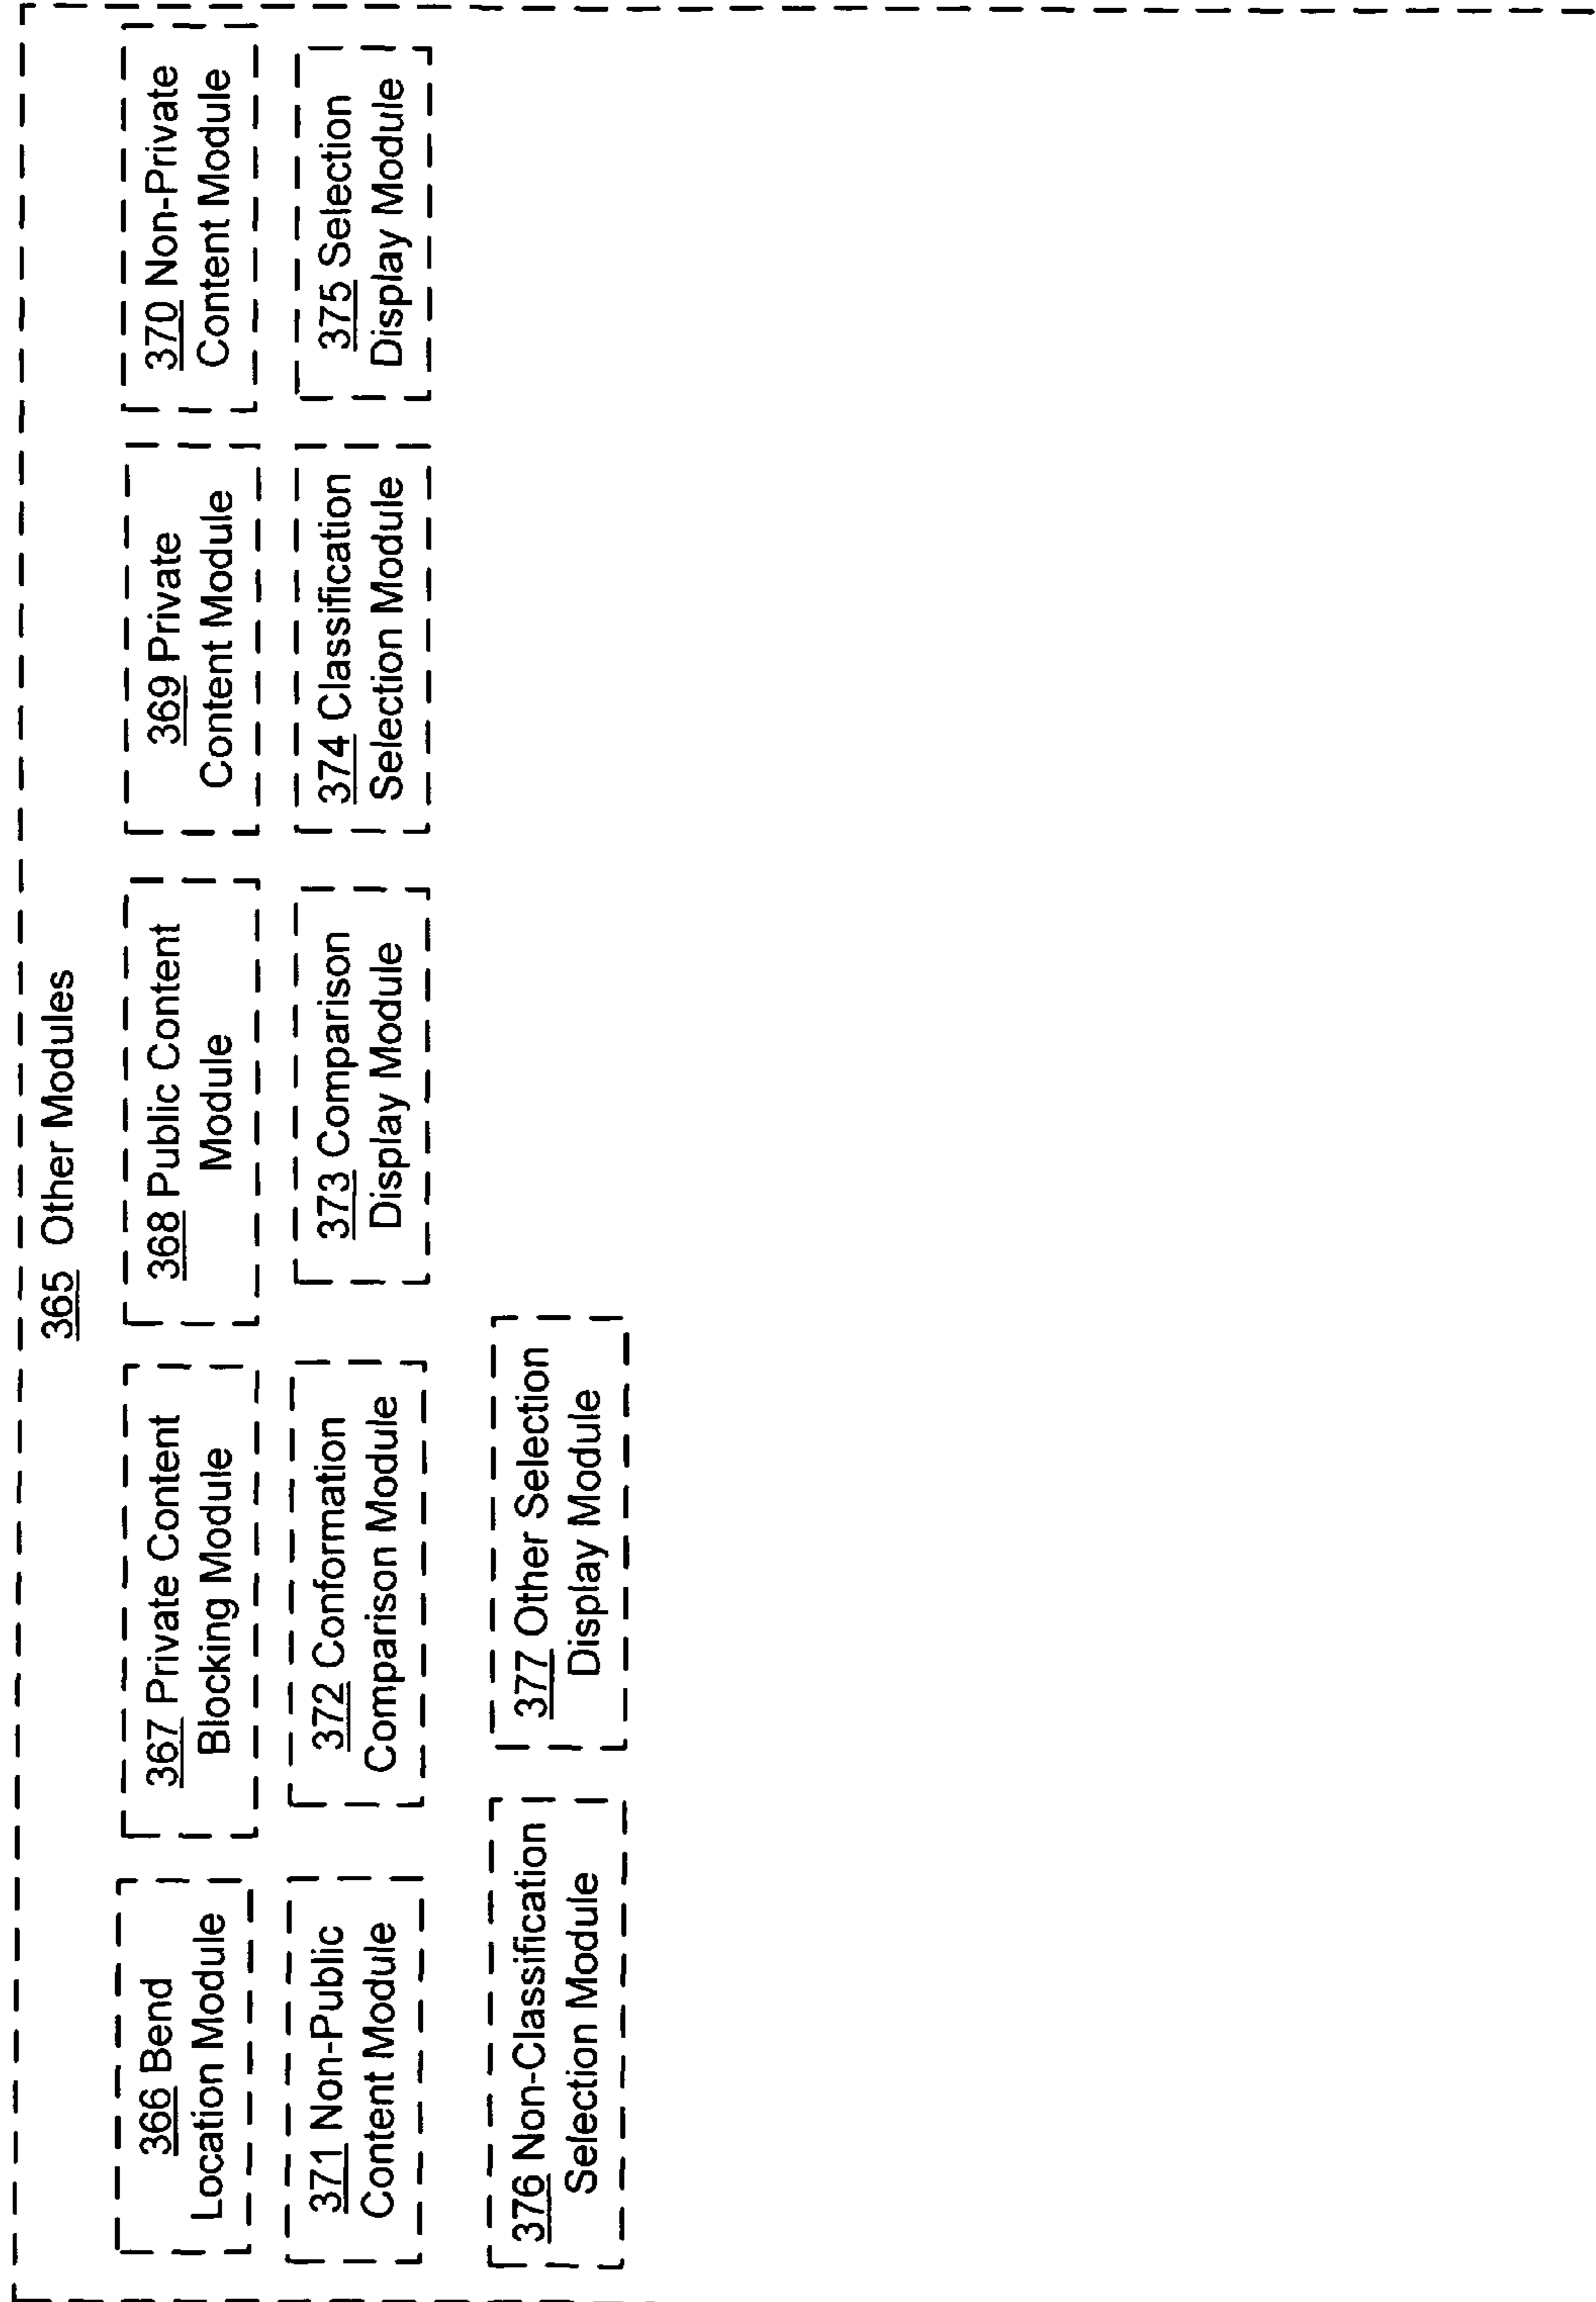 365 Other Modules
366 Bend
Location Module
367 Private Content
Blocking Module
368 Public Content
Module
369 Private
Content Module
370 Non-Private
Content Module
371 Non-Public
Content Module
372 Conformation
Comparison Module
373 Comparison
Display Module
374 Classification
Selection Module
375 Selection
Display Module
376 Non-Classification
Selection Module
377 Other Selection
Display Module